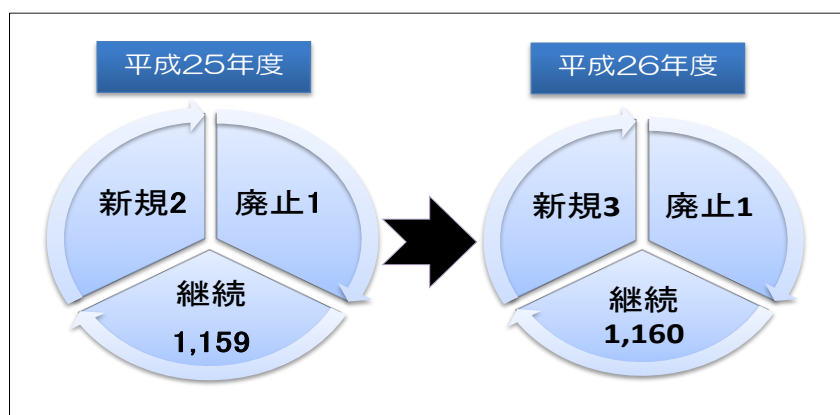 平成25年度
新規2
廃止1
継続
1,159
平成26年度
新規3
廃止1
継続
1,160